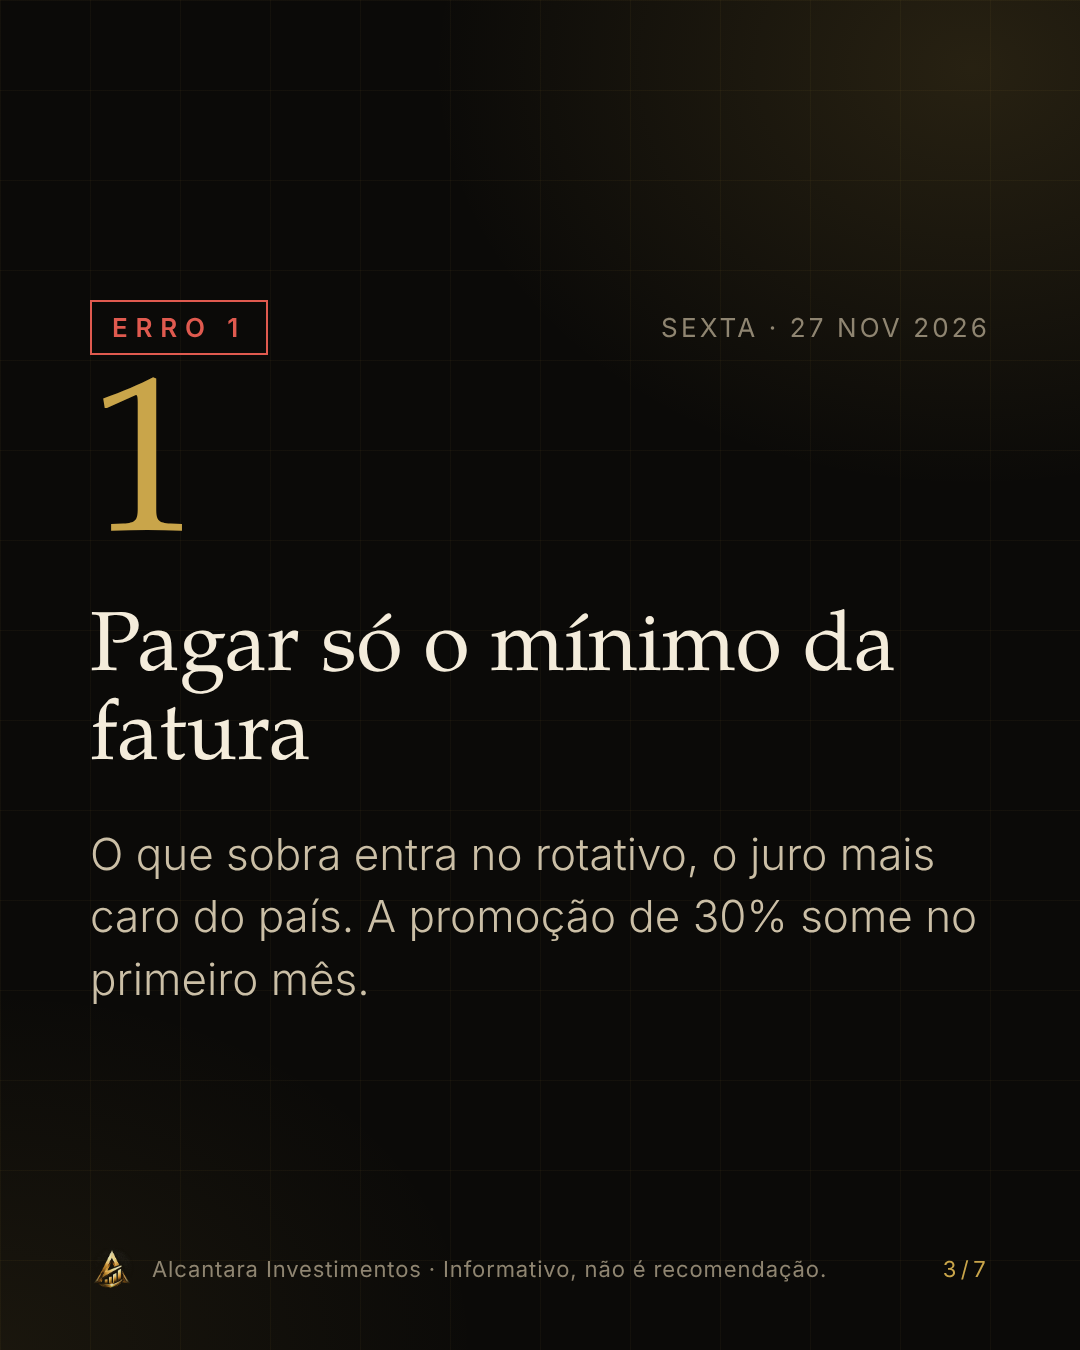 ERRO 1
SEXTA · 27 NOV 2026
1
Pagar só o mínimo da
fatura
O que sobra entra no rotativo, o juro mais
caro do país. A promoção de 30% some no
primeiro mês.
Alcantara Investimentos · Informativo, não é recomendação.
3/7